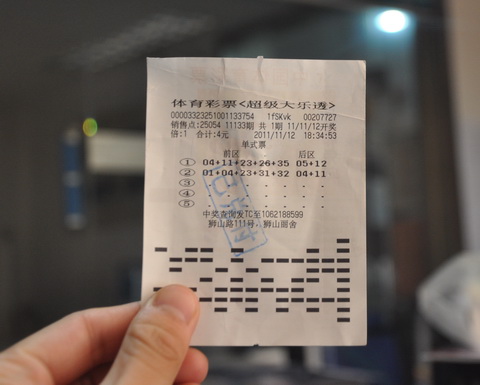 体育彩票<超级大乐透>
00003323251001133754 1fSKvk 00207727
销售点:25054 11133期 共 1期 11/11/12开奖
倍:1 合计:4元 2011/11/12 18:34:53
单式票
前区 后区
① 04+11+23+26+35 05+12
② 01+04+23+31+32 04+11
③ . . . . . . .
④ . . . . . . .
⑤ . . . . . . .
中奖查询发TC至1062188599
狮山路111号，狮山丽舍